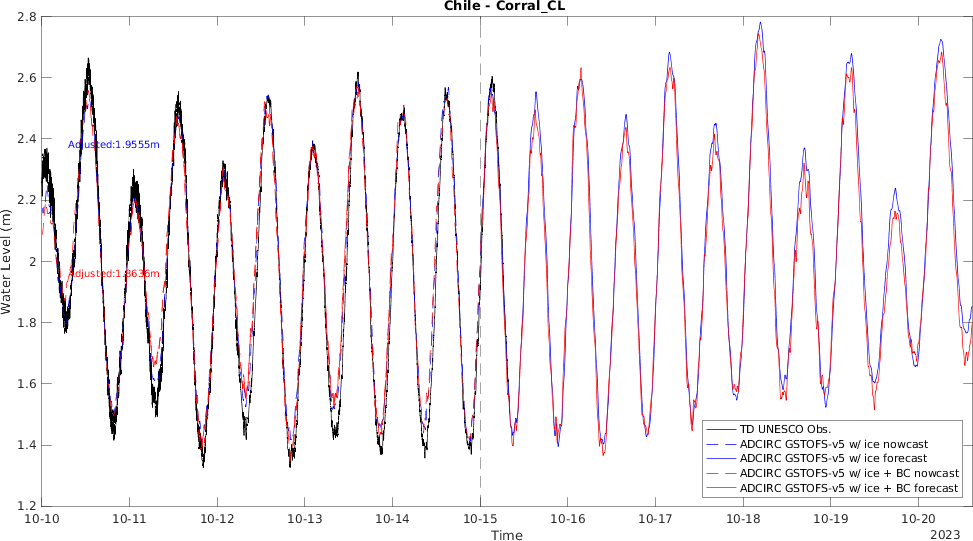 Chile - Corral_CL
2.8
2.6
2.4
2.2
2
1.8
1.6
1.4
1.2
Water Level (m)
Adjusted:1.9555m
Adjusted:1.8636m
TD UNESCO Obs.
ADCIRC GSTOFS-v5 w/ ice nowcast
ADCIRC GSTOFS-v5 w/ ice forecast
ADCIRC GSTOFS-v5 w/ ice + BC nowcast
ADCIRC GSTOFS-v5 w/ ice + BC forecast
10-10 10-11 10-12 10-13 10-14 10-15 10-16 10-17 10-18 10-19 10-20
2023
Time